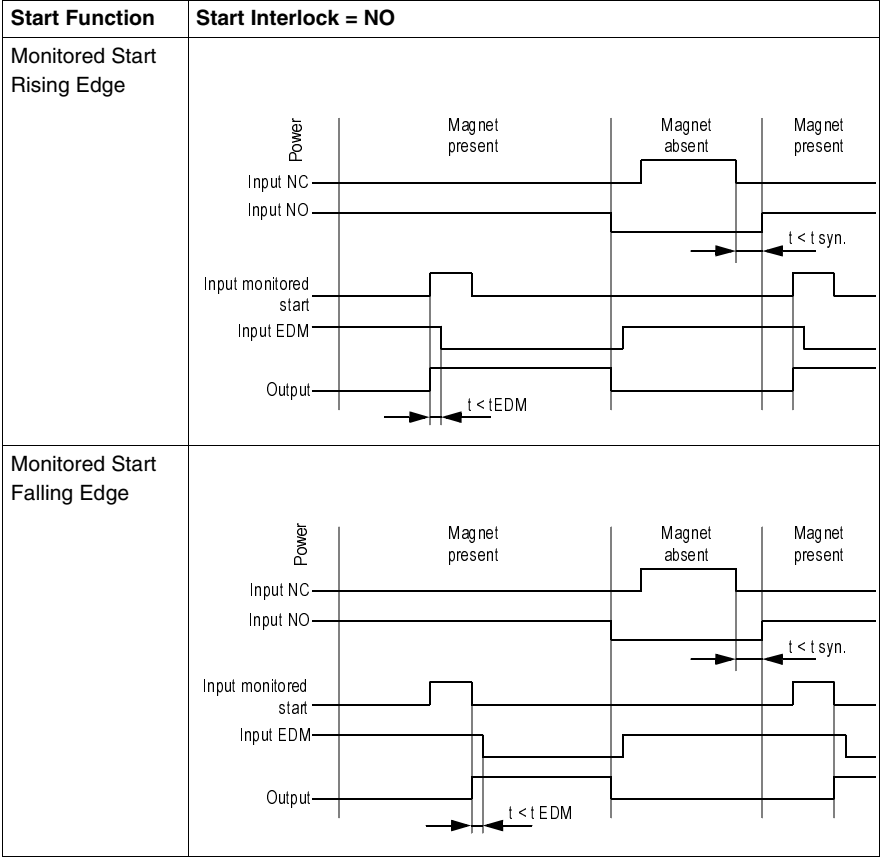 Start Function
Start Interlock = NO
Monitored Start
Rising Edge
Power
Magnet
present
Magnet
absent
Magnet
present
Input NC
Input NO
t < t syn.
Input monitored
start
Input EDM
Output
t < tEDM
Monitored Start
Falling Edge
Power
Magnet
present
Magnet
absent
Magnet
present
Input NC
Input NO
t < t syn.
Input monitored
start
Input EDM
Output
t < t EDM